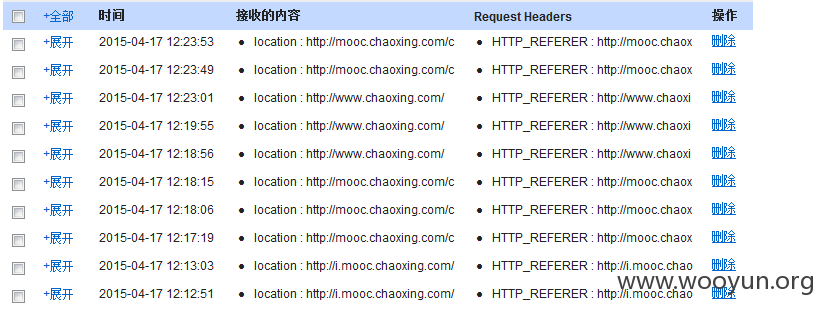 +全部 时间 接收的内容 Request Headers 操作
+展开 2015-04-17 12:23:53 • location : http://mooc.chaoxing.com/c • HTTP_REFERER : http://mooc.chaox 删除
+展开 2015-04-17 12:23:49 • location : http://mooc.chaoxing.com/c • HTTP_REFERER : http://mooc.chaox 删除
+展开 2015-04-17 12:23:01 • location : http://www.chaoxing.com/ • HTTP_REFERER : http://www.chaoxi 删除
+展开 2015-04-17 12:19:55 • location : http://www.chaoxing.com/ • HTTP_REFERER : http://www.chaoxi 删除
+展开 2015-04-17 12:18:56 • location : http://www.chaoxing.com/ • HTTP_REFERER : http://www.chaoxi 删除
+展开 2015-04-17 12:18:15 • location : http://mooc.chaoxing.com/c • HTTP_REFERER : http://mooc.chaox 删除
+展开 2015-04-17 12:18:06 • location : http://mooc.chaoxing.com/c • HTTP_REFERER : http://mooc.chaox 删除
+展开 2015-04-17 12:17:19 • location : http://mooc.chaoxing.com/c • HTTP_REFERER : http://mooc.chaox 删除
+展开 2015-04-17 12:13:03 • location : http://i.mooc.chaoxing.com/ • HTTP_REFERER : http://i.mooc.chao 删除
www.wooyun.org
+展开 2015-04-17 12:12:51 • location : http://i.mooc.chaoxing.com/ • HTTP_REFERER : http://i.mooc.chao 删除